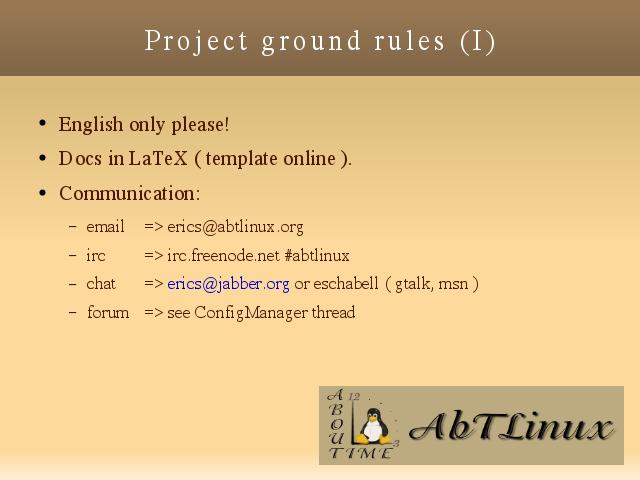 Project ground rules (I)
• English only please!
• Docs in LaTeX ( template online ).
• Communication:
– email => erics@abtlinux.org
– irc => irc.freenode.net #abtlinux
– chat => erics@jabber.org or eschabell ( gtalk, msn )
– forum => see ConfigManager thread
ABOUT
12
3
TIME
AbTLinux